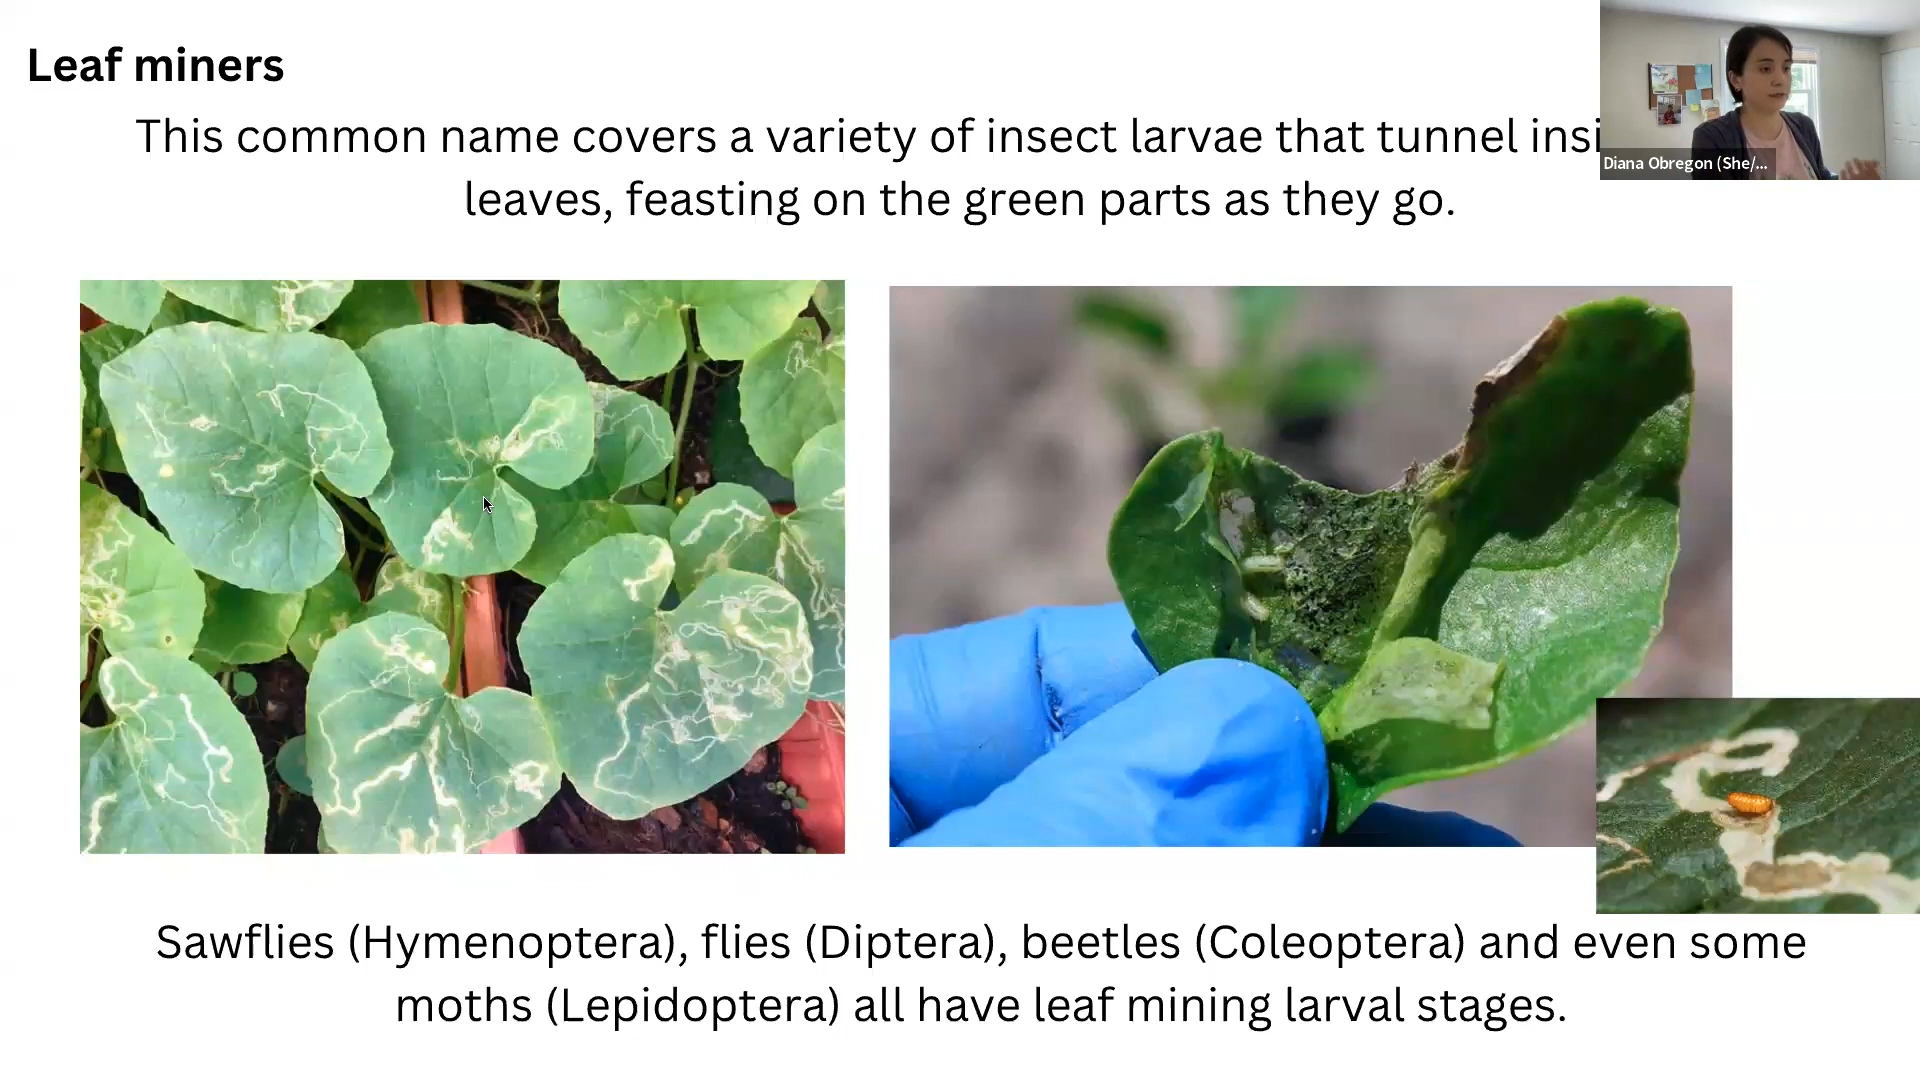 Leaf miners
This common name covers a variety of insect larvae that tunnel insi
leaves, feasting on the green parts as they go.
Diana Obregon (She/...
Sawflies (Hymenoptera), flies (Diptera), beetles (Coleoptera) and even some
moths (Lepidoptera) all have leaf mining larval stages.